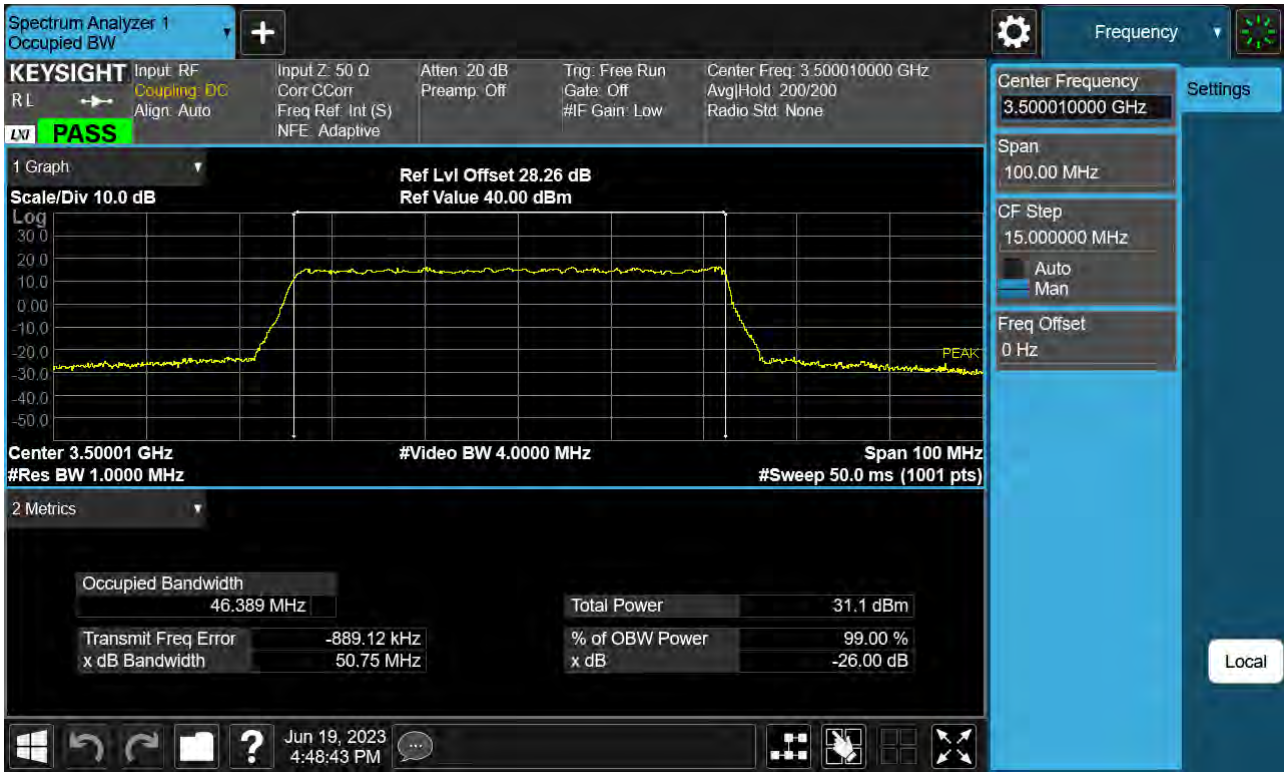 Spectrum Analyzer 1
Occupied BW
+
Frequency
KEYSIGHT
RL
LXI PASS
Input: RF
Coupling: DC
Align: Auto
Input Z: 50 Ω
Corr CCorr
Freq Ref: Int (S)
NFE: Adaptive
Atten: 20 dB
Preamp: Off
Trig: Free Run
Gate: Off
#IF Gain: Low
Center Freq: 3.500010000 GHz
Avg|Hold: 200/200
Radio Std: None
Center Frequency
3.500010000 GHz
Settings
Span
100.00 MHz
CF Step
15.000000 MHz
Auto
Man
Freq Offset
0 Hz
1 Graph
Scale/Div 10.0 dB
Ref Lvl Offset 28.26 dB
Ref Value 40.00 dBm
Log
30.0
20.0
10.0
0.00
-10.0
-20.0
-30.0
-40.0
-50.0
PEAK
Center 3.50001 GHz
#Video BW 4.0000 MHz
Span 100 MHz
#Res BW 1.0000 MHz
#Sweep 50.0 ms (1001 pts)
2 Metrics
Occupied Bandwidth
46.389 MHz
Total Power 31.1 dBm
Transmit Freq Error -889.12 kHz
% of OBW Power 99.00 %
x dB Bandwidth 50.75 MHz
x dB -26.00 dB
Local
?
Jun 19, 2023
4:48:43 PM